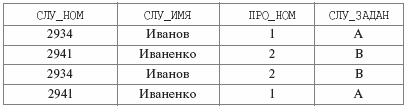 СЛУ_НОМ СЛУ_ИМЯ ПРО_НОМ СЛУ_ЗАДАН
2934 Иванов 1 A
2941 Иваненко 2 B
2934 Иванов 2 B
2941 Иваненко 1 A